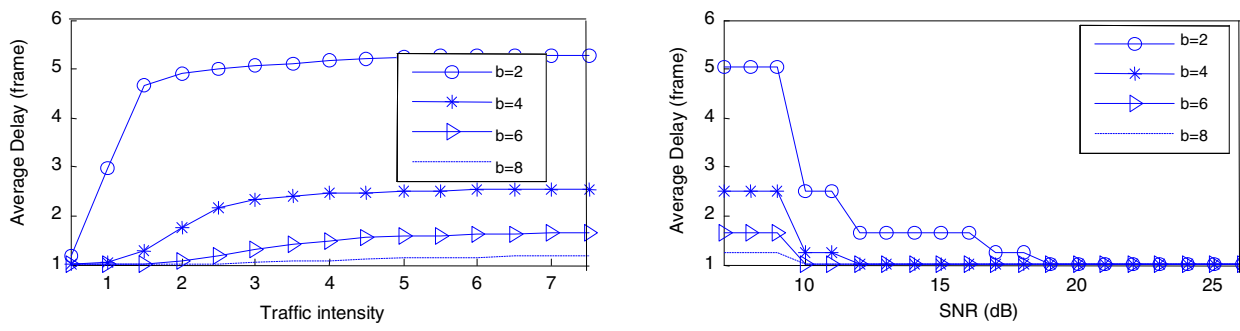 Average Delay (frame)
6
5
4
3
2
1
1 2 3 4 5 6 7
Traffic intensity
b=2
b=4
b=6
b=8
Average Delay (frame)
6
5
4
3
2
1
10 15 20 25
SNR (dB)
b=2
b=4
b=6
b=8